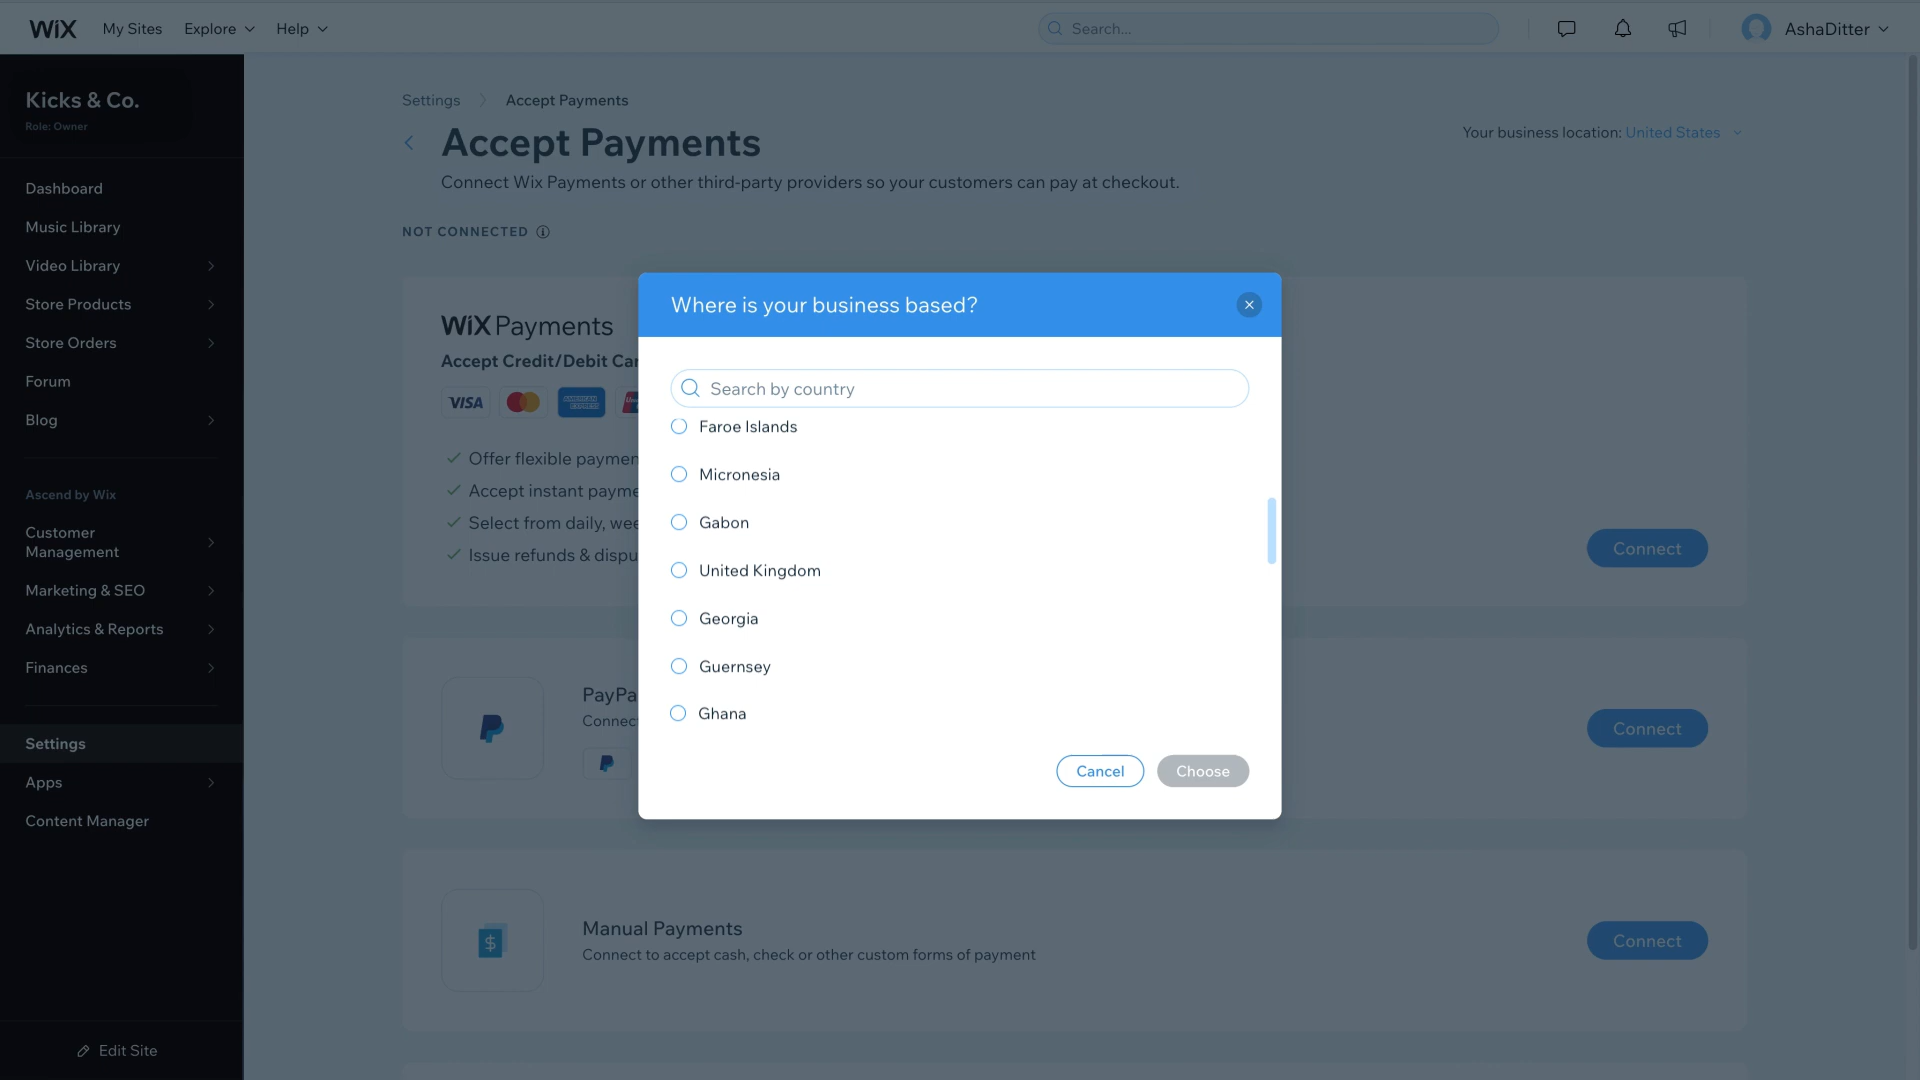 WiX My Sites Explore Help Search... AshaDitter
Kicks & Co.
Role: Owner
Dashboard
Music Library
Video Library
Store Products
Store Orders
Forum
Blog
Ascend by Wix
Customer
Management
Marketing & SEO
Analytics & Reports
Finances
Settings
Apps
Content Manager
Edit Site
Settings Accept Payments
Accept Payments
Your business location: United States
Connect Wix Payments or other third-party providers so your customers can pay at checkout.
NOT CONNECTED
WiX Payments
Accept Credit/Debit Car
VISA AMERICAN EXPRESS
Offer flexible paymen
Accept instant payme
Select from daily, wee
Issue refunds & dispu
Connect
PayPa
Connec
Connect
Manual Payments
Connect to accept cash, check or other custom forms of payment
Connect
Where is your business based?
Search by country
Faroe Islands
Micronesia
Gabon
United Kingdom
Georgia
Guernsey
Ghana
Cancel Choose